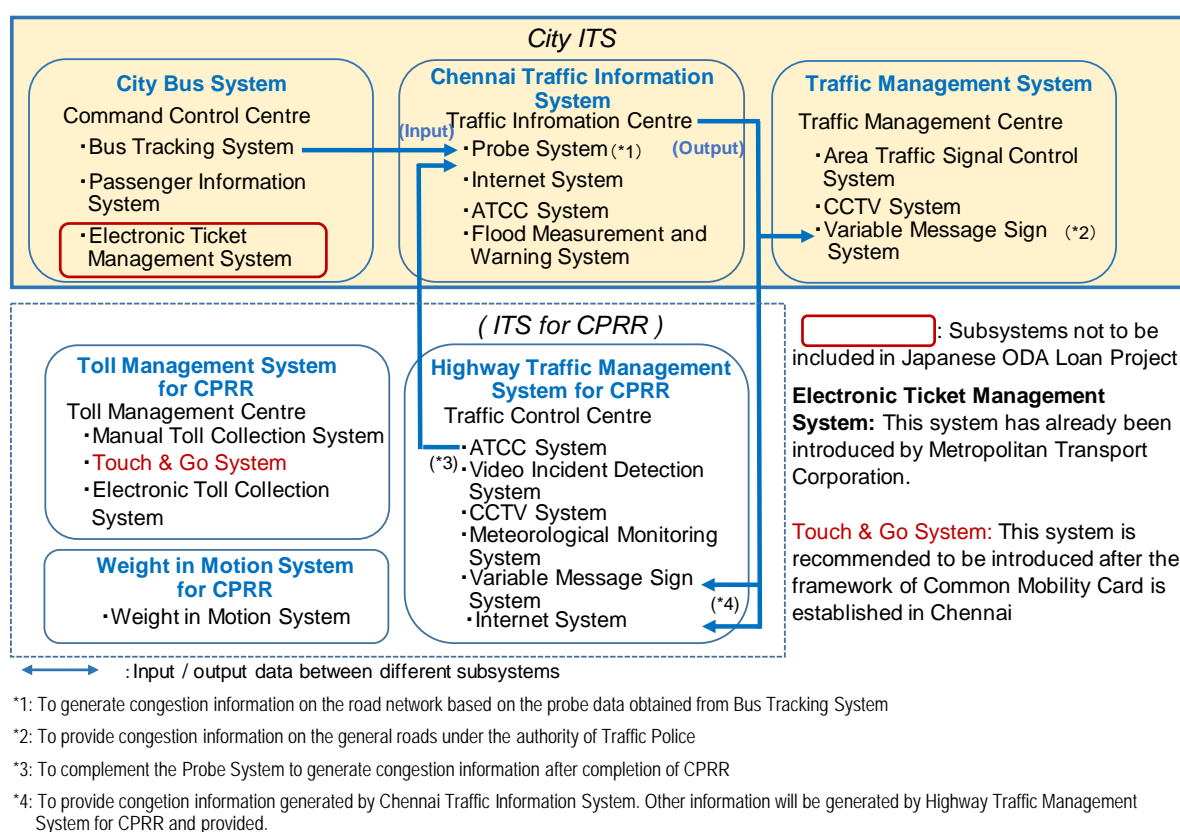 City ITS
City Bus System
Command Control Centre
・Bus Tracking System
・Passenger Information
System
・Electronic Ticket
Management System
Chennai Traffic Information
System
Traffic Infromation Centre
(Input)
・Probe System (*1)
(Output)
・Internet System
・ATCC System
・Flood Measurement and
Warning System
Traffic Management System
Traffic Management Centre
・Area Traffic Signal Control
System
・CCTV System
・Variable Message Sign (*2)
System
( ITS for CPRR )
Toll Management System
for CPRR
Toll Management Centre
・Manual Toll Collection System
・Touch & Go System
・Electronic Toll Collection
System
Weight in Motion System
for CPRR
・Weight in Motion System
Highway Traffic Management
System for CPRR
Traffic Control Centre
・ATCC System
(*3)
・Video Incident Detection
System
・CCTV System
・Meteorological Monitoring
System
・Variable Message Sign
System
(*4)
・Internet System
: Subsystems not to be
included in Japanese ODA Loan Project
Electronic Ticket Management
System: This system has already been
introduced by Metropolitan Transport
Corporation.
Touch & Go System: This system is
recommended to be introduced after the
framework of Common Mobility Card is
established in Chennai
: Input / output data between different subsystems
*1: To generate congestion information on the road network based on the probe data obtained from Bus Tracking System
*2: To provide congestion information on the general roads under the authority of Traffic Police
*3: To complement the Probe System to generate congestion information after completion of CPRR
*4: To provide congetion information generated by Chennai Traffic Information System. Other information will be generated by Highway Traffic Management
System for CPRR and provided.